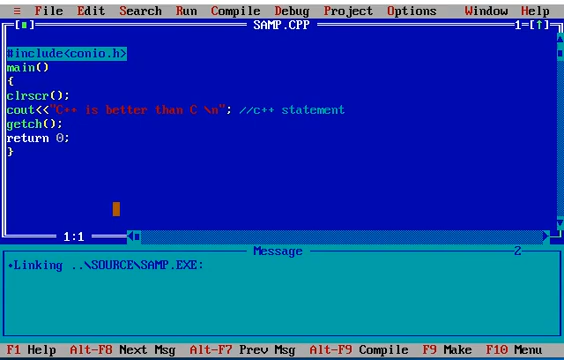 ≡ File Edit Search Run Compile Debug Project Options Window Help
[■] SAMP.CPP 1=[↑]
#include<conio.h>
main()
{
clrscr();
cout<<"C++ is better than C \n"; //c++ statement
getch();
return 0;
}
1:1
Message 2
•Linking ..\SOURCE\SAMP.EXE:
F1 Help Alt-F8 Next Msg Alt-F7 Prev Msg Alt-F9 Compile F9 Make F10 Menu